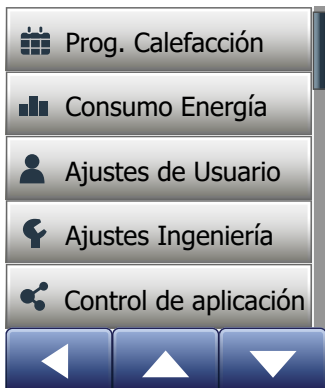 Prog. Calefacción
Consumo Energía
Ajustes de Usuario
Ajustes Ingeniería
Control de aplicación